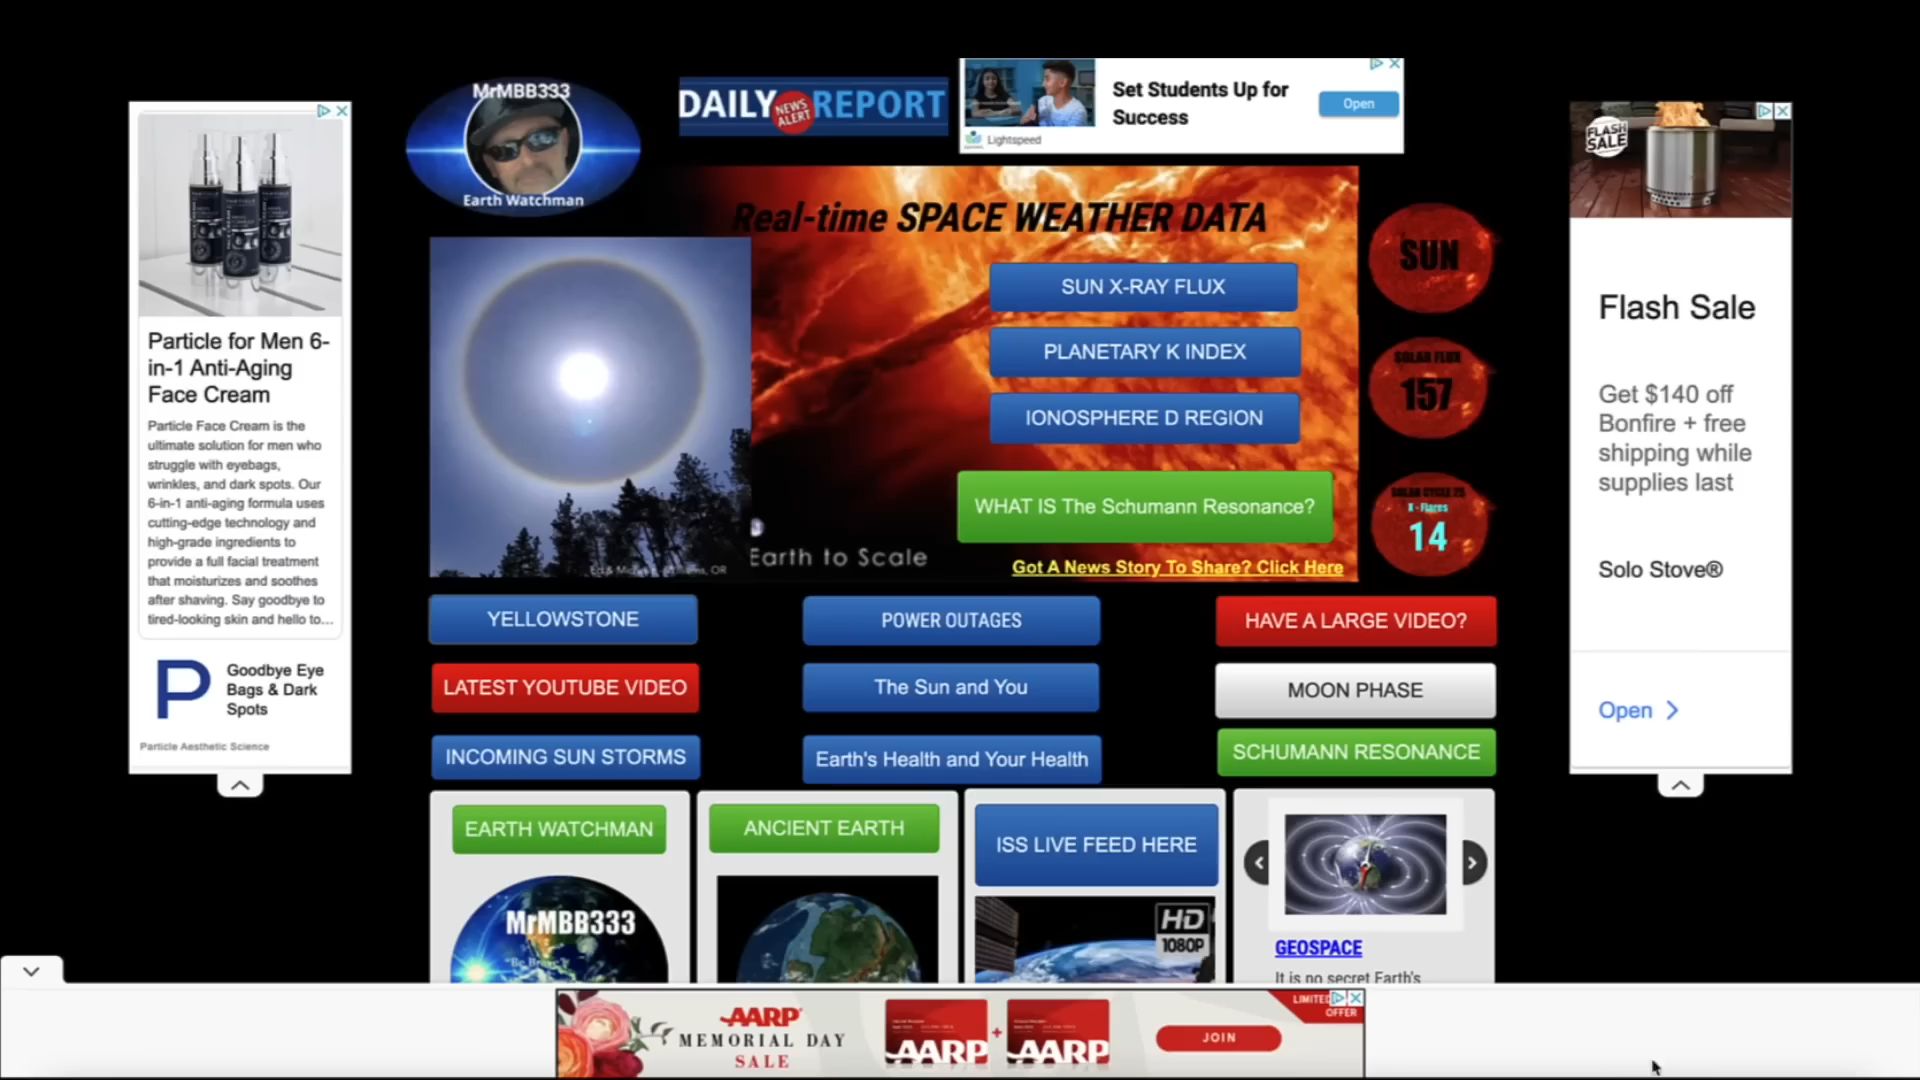 MrMBB333
Earth Watchman
DAILY NEWS ALERT REPORT
Set Students Up for
Success
Open
Lightspeed
Particle for Men 6-
in-1 Anti-Aging
Face Cream
Particle Face Cream is the
ultimate solution for men who
struggle with eyebags,
wrinkles, and dark spots. Our
6-in-1 anti-aging formula uses
cutting-edge technology and
high-grade ingredients to
provide a full facial treatment
that moisturizes and soothes
after shaving. Say goodbye to
tired-looking skin and hello to...
P
Goodbye Eye
Bags & Dark
Spots
Particle Aesthetic Science
Real-time SPACE WEATHER DATA
SUN X-RAY FLUX
PLANETARY K INDEX
IONOSPHERE D REGION
WHAT IS The Schumann Resonance?
Earth to Scale
Got A News Story To Share? Click Here
SUN
SOLAR FLUX
157
SOLAR CYCLE 25
X - Flares
14
FLASH
SALE
Flash Sale
Get $140 off
Bonfire + free
shipping while
supplies last
Solo Stove®
Open
YELLOWSTONE
POWER OUTAGES
HAVE A LARGE VIDEO?
LATEST YOUTUBE VIDEO
The Sun and You
MOON PHASE
INCOMING SUN STORMS
Earth's Health and Your Health
SCHUMANN RESONANCE
EARTH WATCHMAN
ANCIENT EARTH
ISS LIVE FEED HERE
MrMBB333
HD
1080P
GEOSPACE
It is no secret Earth's
AARP
MEMORIAL DAY
SALE
AARP + AARP
JOIN
LIMITED
OFFER